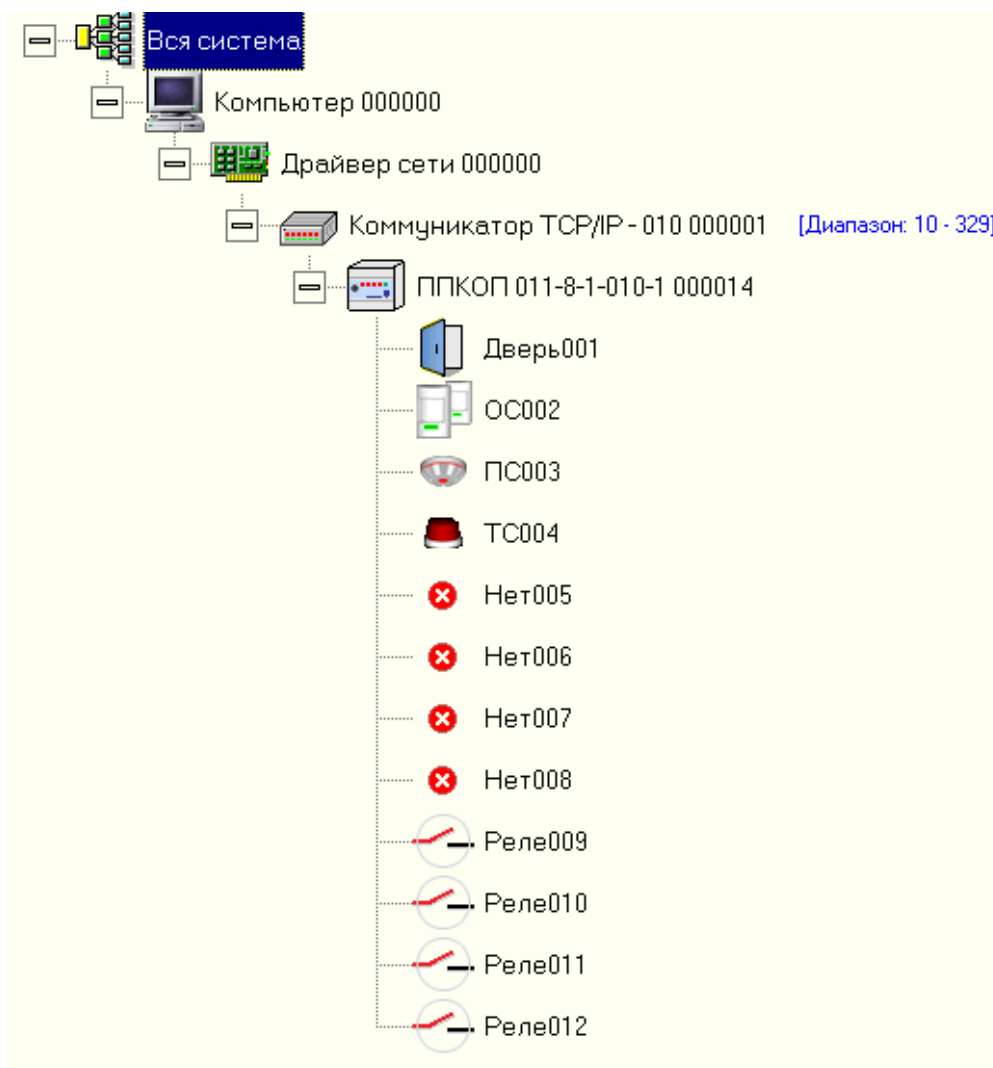 Вся система
Компьютер 000000
Драйвер сети 000000
Коммуникатор TCP/IP - 010 000001 [Диапазон: 10 - 329]
ППКОП 011-8-1-010-1 000014
Дверь001
ОС002
ПС003
ТС004
Нет005
Нет006
Нет007
Нет008
Реле009
Реле010
Реле011
Реле012